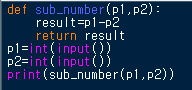 def sub_number(p1,p2):
    result=p1-p2
    return result
p1=int(input())
p2=int(input())
print(sub_number(p1,p2))